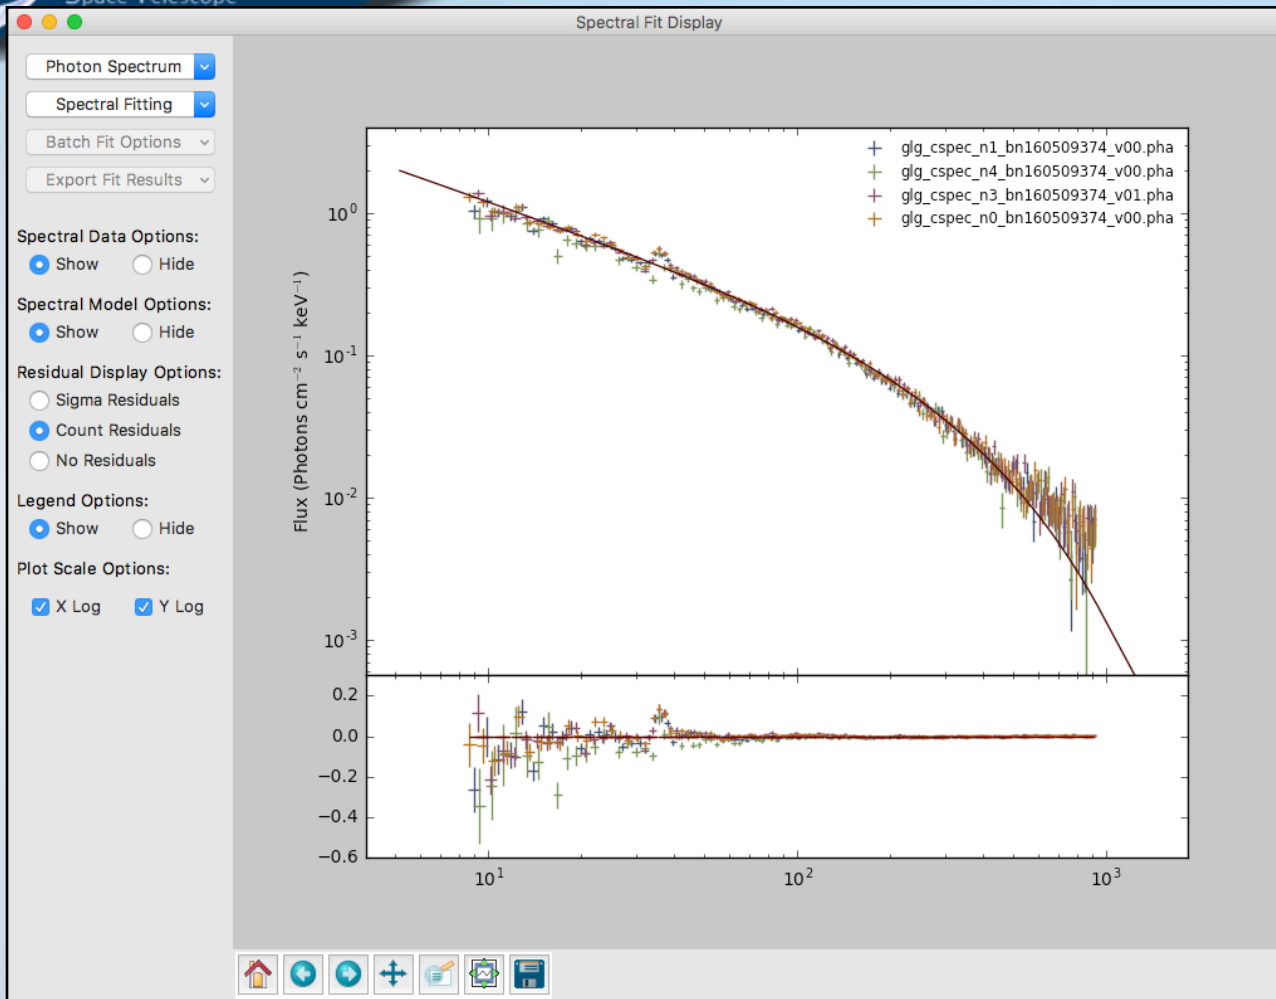 Space Telescope
Spectral Fit Display
Photon Spectrum
Spectral Fitting
Batch Fit Options
Export Fit Results
Spectral Data Options:
Show Hide
Spectral Model Options:
Show Hide
Residual Display Options:
Sigma Residuals
Count Residuals
No Residuals
Legend Options:
Show Hide
Plot Scale Options:
X Log Y Log
glg_cspec_n1_bn160509374_v00.pha
glg_cspec_n4_bn160509374_v00.pha
glg_cspec_n3_bn160509374_v01.pha
glg_cspec_n0_bn160509374_v00.pha
Flux (Photons cm⁻² s⁻¹ keV⁻¹)
10⁰
10⁻¹
10⁻²
10⁻³
0.2
0.0
−0.2
−0.4
−0.6
10¹ 10² 10³